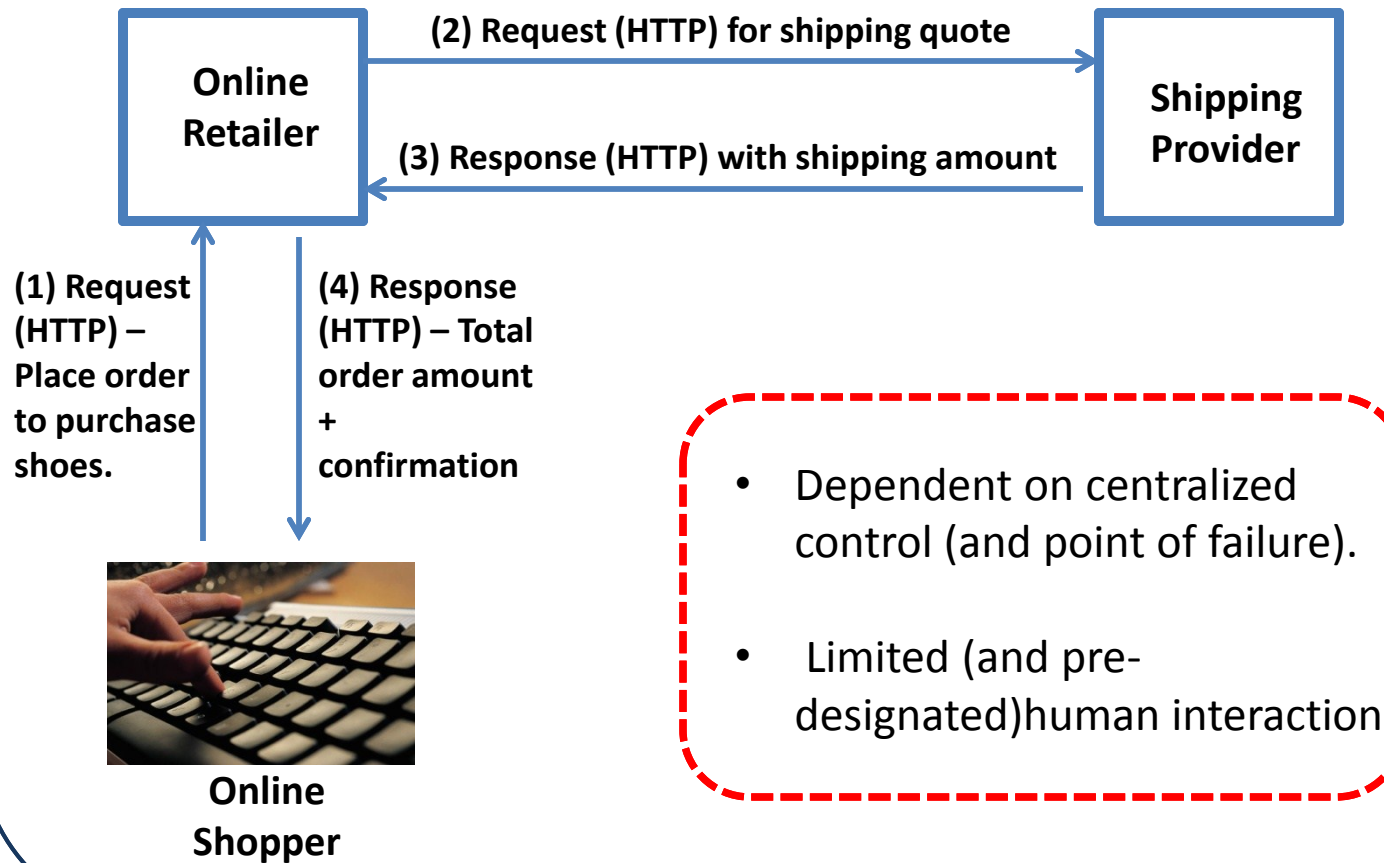 (2) Request (HTTP) for shipping quote
Online
Retailer
Shipping
Provider
(3) Response (HTTP) with shipping amount
(1) Request
(HTTP) –
Place order
to purchase
shoes.
(4) Response
(HTTP) – Total
order amount
+
confirmation
• Dependent on centralized
control (and point of failure).
• Limited (and pre-
designated)human interaction
Online
Shopper